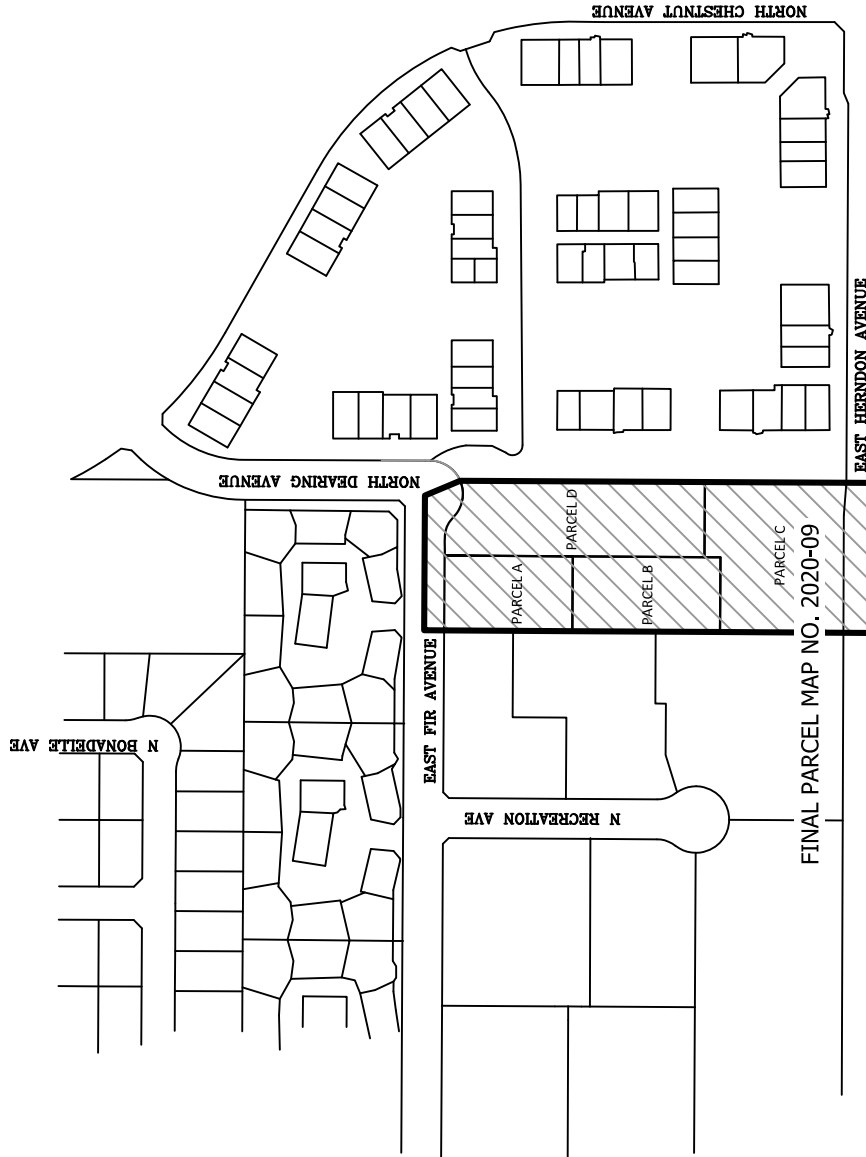 NORTH CHESTNUT AVENUE
EAST HERNDON AVENUE
NORTH DEARING AVENUE
PARCEL D
PARCEL A
PARCEL B
PARCEL C
FINAL PARCEL MAP NO. 2020-09
EAST FIR AVENUE
N BONADELLE AVE
N RECREATION AVE